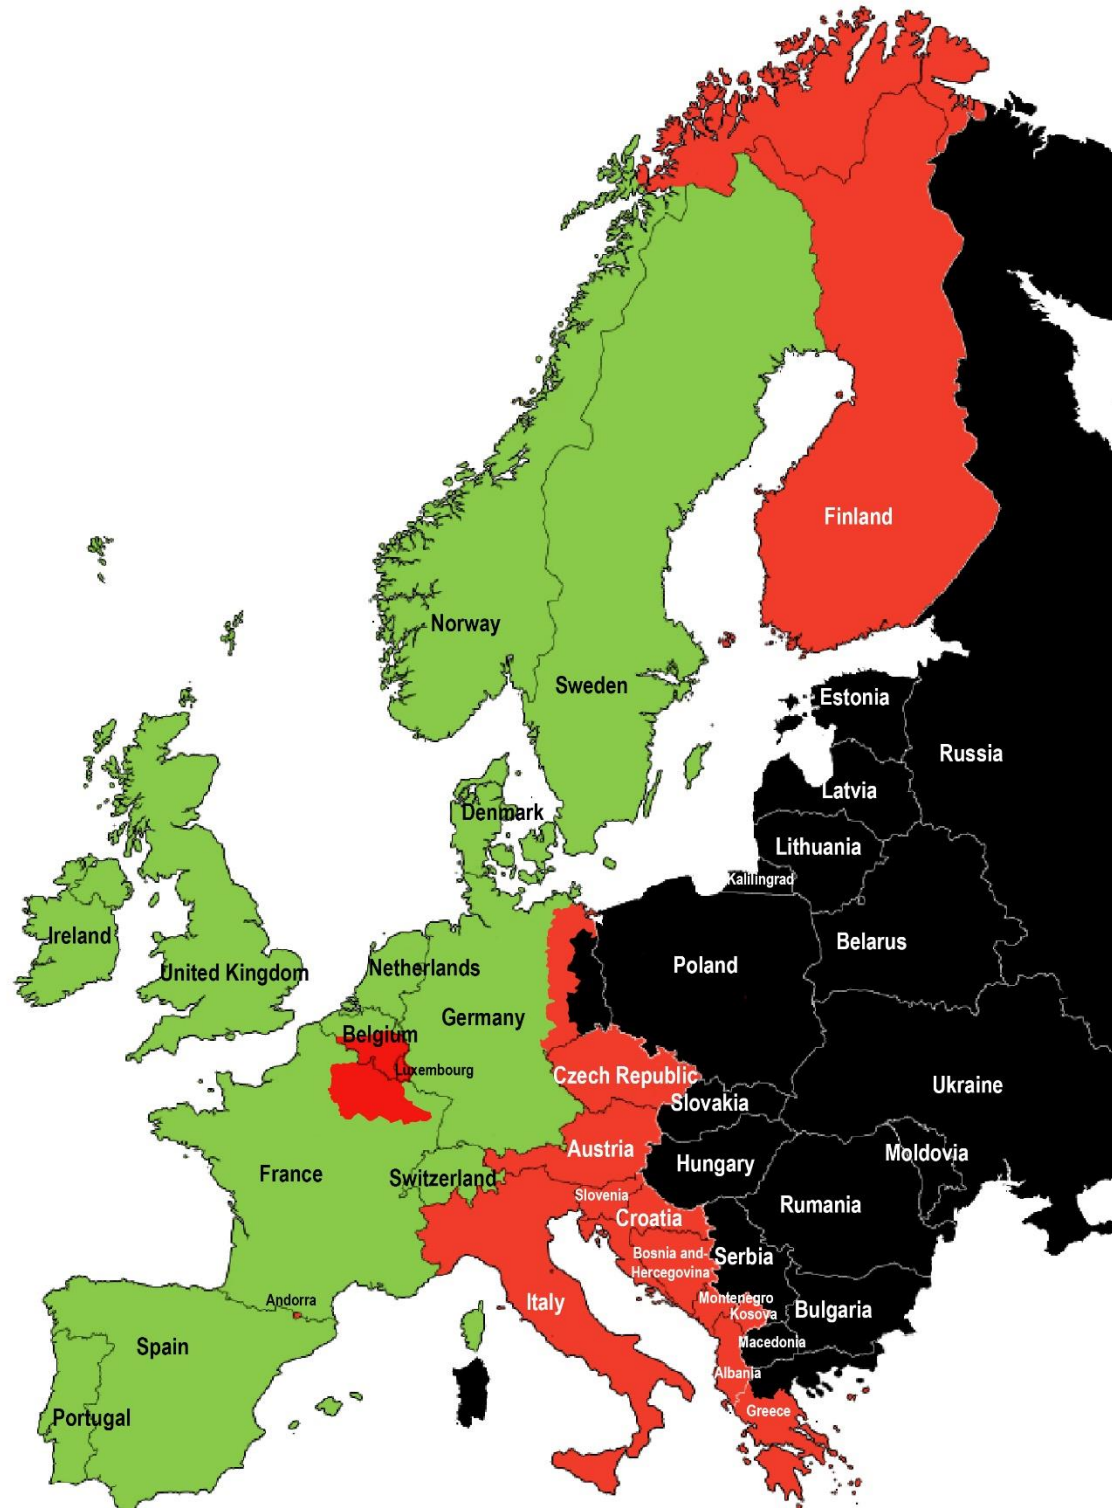 Finland
Norway
Sweden
Estonia
Russia
Latvia
Denmark
Lithuania
Kalilingrad
Ireland
Belarus
United Kingdom
Netherlands
Poland
Germany
Belgium
Luxembourg
Czech Republic
Ukraine
Slovakia
Austria
Moldovia
Hungary
France
Switzerland
Slovenia
Rumania
Croatia
Bosnia and-
Hercegovina
Serbia
Andorra
Italy
Montenegro
Kosova
Bulgaria
Spain
Macedonia
Albania
Portugal
Greece